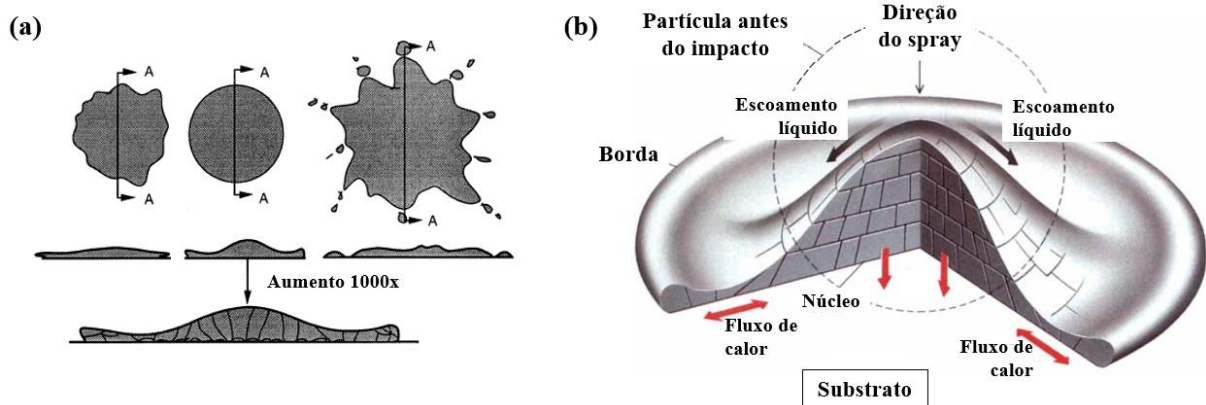 (a)
A
A
A
A
A
A
Aumento 1000x
(b)
Partícula antes
do impacto
Direção
do spray
Escoamento
líquido
Escoamento
líquido
Borda
Núcleo
Fluxo de
calor
Fluxo de
calor
Substrato